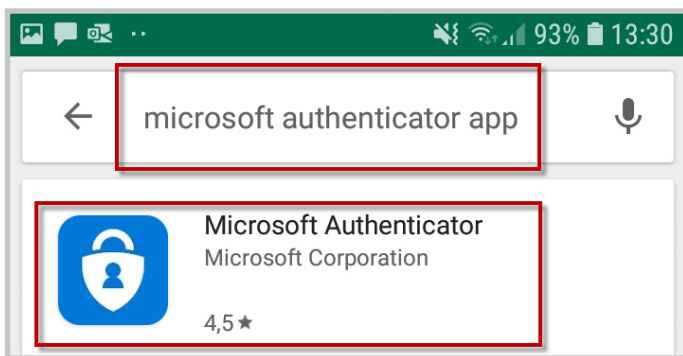 93% 13:30
microsoft authenticator app
Microsoft Authenticator
Microsoft Corporation
4,5★